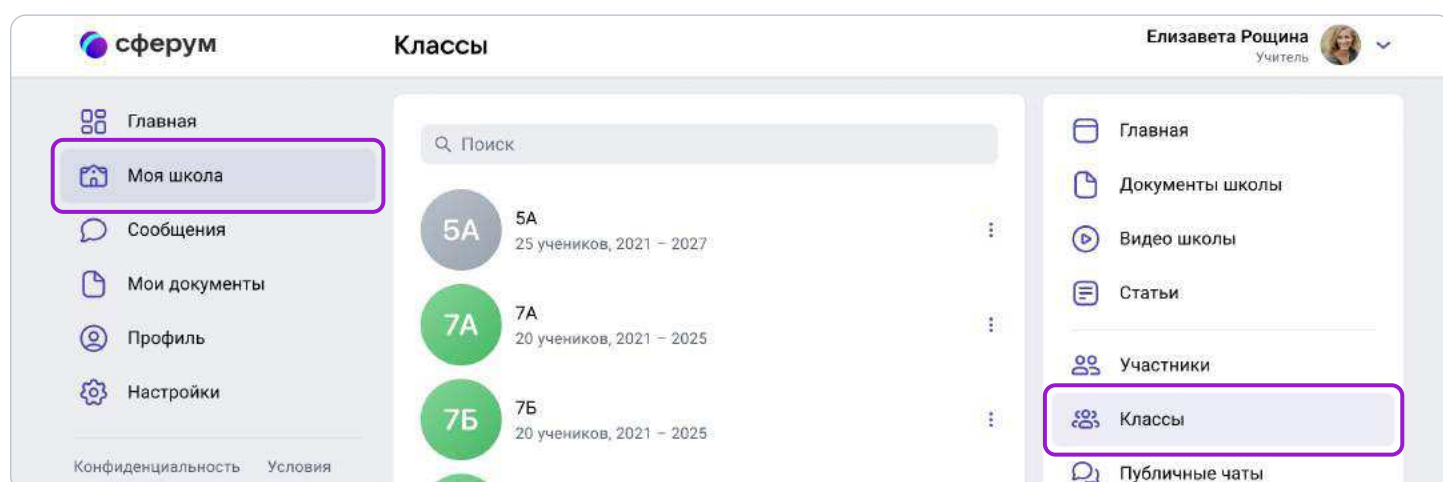 сферум
Классы
Елизавета Рощина
Учитель
Главная
Моя школа
Сообщения
Мои документы
Профиль
Настройки
Конфиденциальность Условия
Поиск
5А
5А
25 учеников, 2021 – 2027
7А
7А
20 учеников, 2021 – 2025
7Б
7Б
20 учеников, 2021 – 2025
Главная
Документы школы
Видео школы
Статьи
Участники
Классы
Публичные чаты